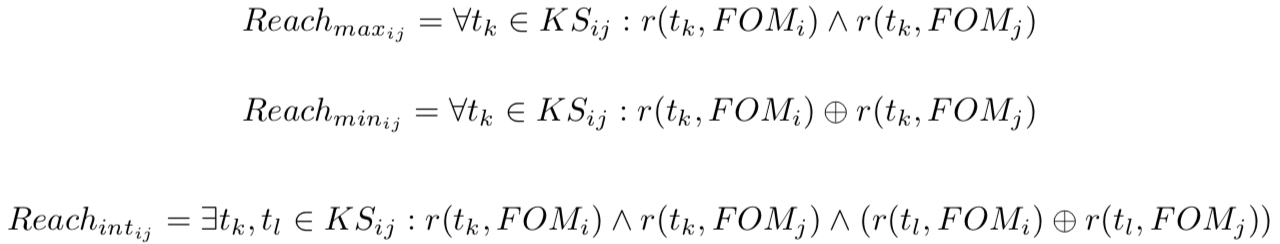 Reach_{max_{ij}} = ∀t_k ∈ KS_{ij} : r(t_k, FOM_i) ∧ r(t_k, FOM_j)
Reach_{min_{ij}} = ∀t_k ∈ KS_{ij} : r(t_k, FOM_i) ⊕ r(t_k, FOM_j)
Reach_{int_{ij}} = ∃t_k, t_l ∈ KS_{ij} : r(t_k, FOM_i) ∧ r(t_k, FOM_j) ∧ (r(t_l, FOM_i) ⊕ r(t_l, FOM_j))